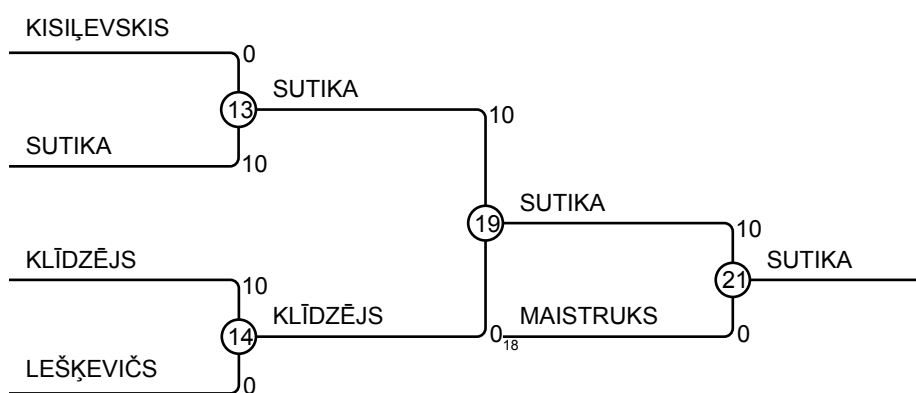 KISIĻEVSKIS
0
13
SUTIKA
10
SUTIKA
10
19
SUTIKA
10
21
SUTIKA
KLĪDZĒJS
10
14
KLĪDZĒJS
0
18
MAISTRUKS
0
LEŠĶEVIČS
0